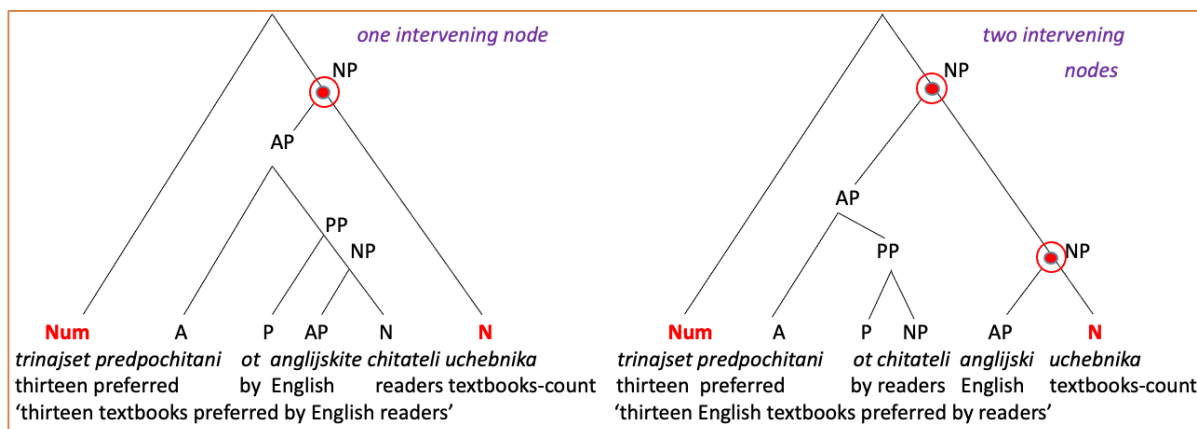 one intervening node
NP
AP
PP
NP
Num A P AP N N
trinajset predpochitani ot anglijskite chitateli uchebnika
thirteen preferred by English readers textbooks-count
‘thirteen textbooks preferred by English readers’
two intervening
nodes
NP
AP
PP
NP
Num A P NP AP N
trinajset predpochitani ot chitateli anglijski uchebnika
thirteen preferred by readers English textbooks-count
‘thirteen English textbooks preferred by readers’